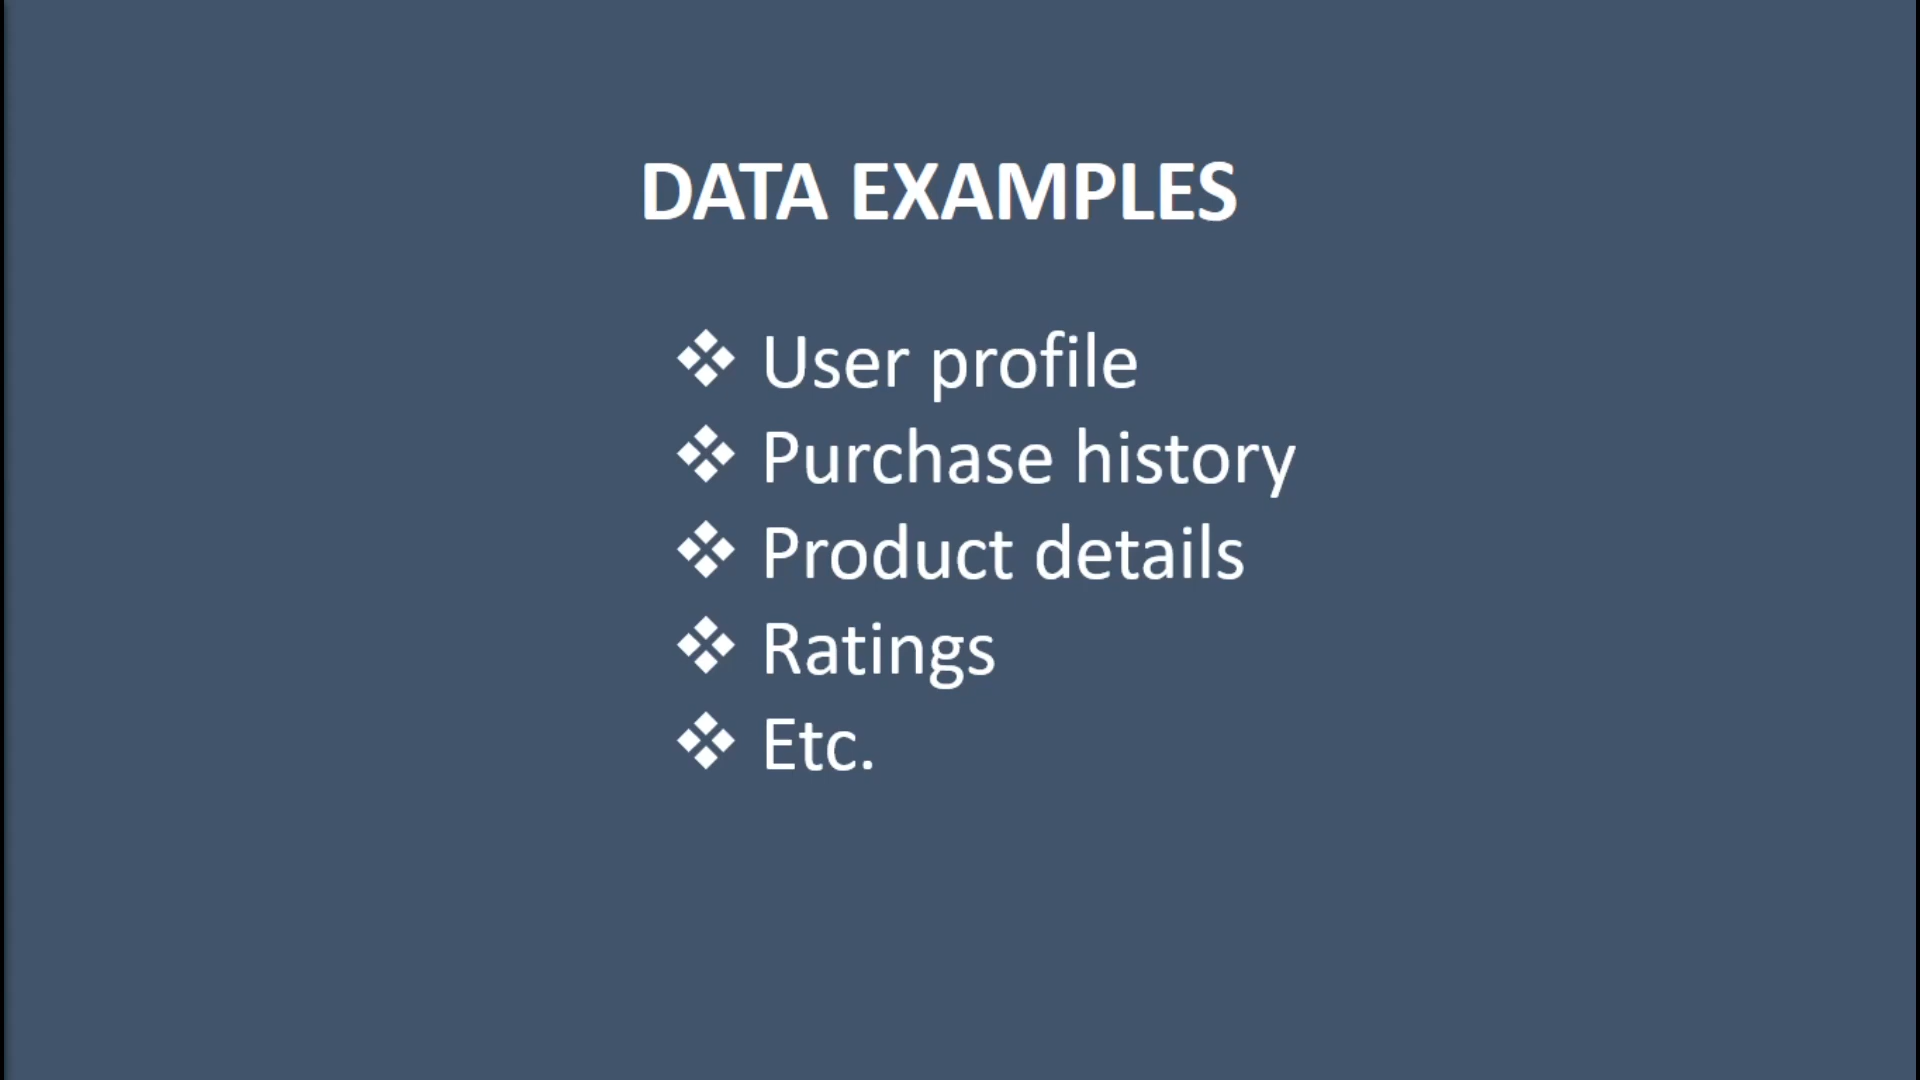 DATA EXAMPLES
❖ User profile
❖ Purchase history
❖ Product details
❖ Ratings
❖ Etc.